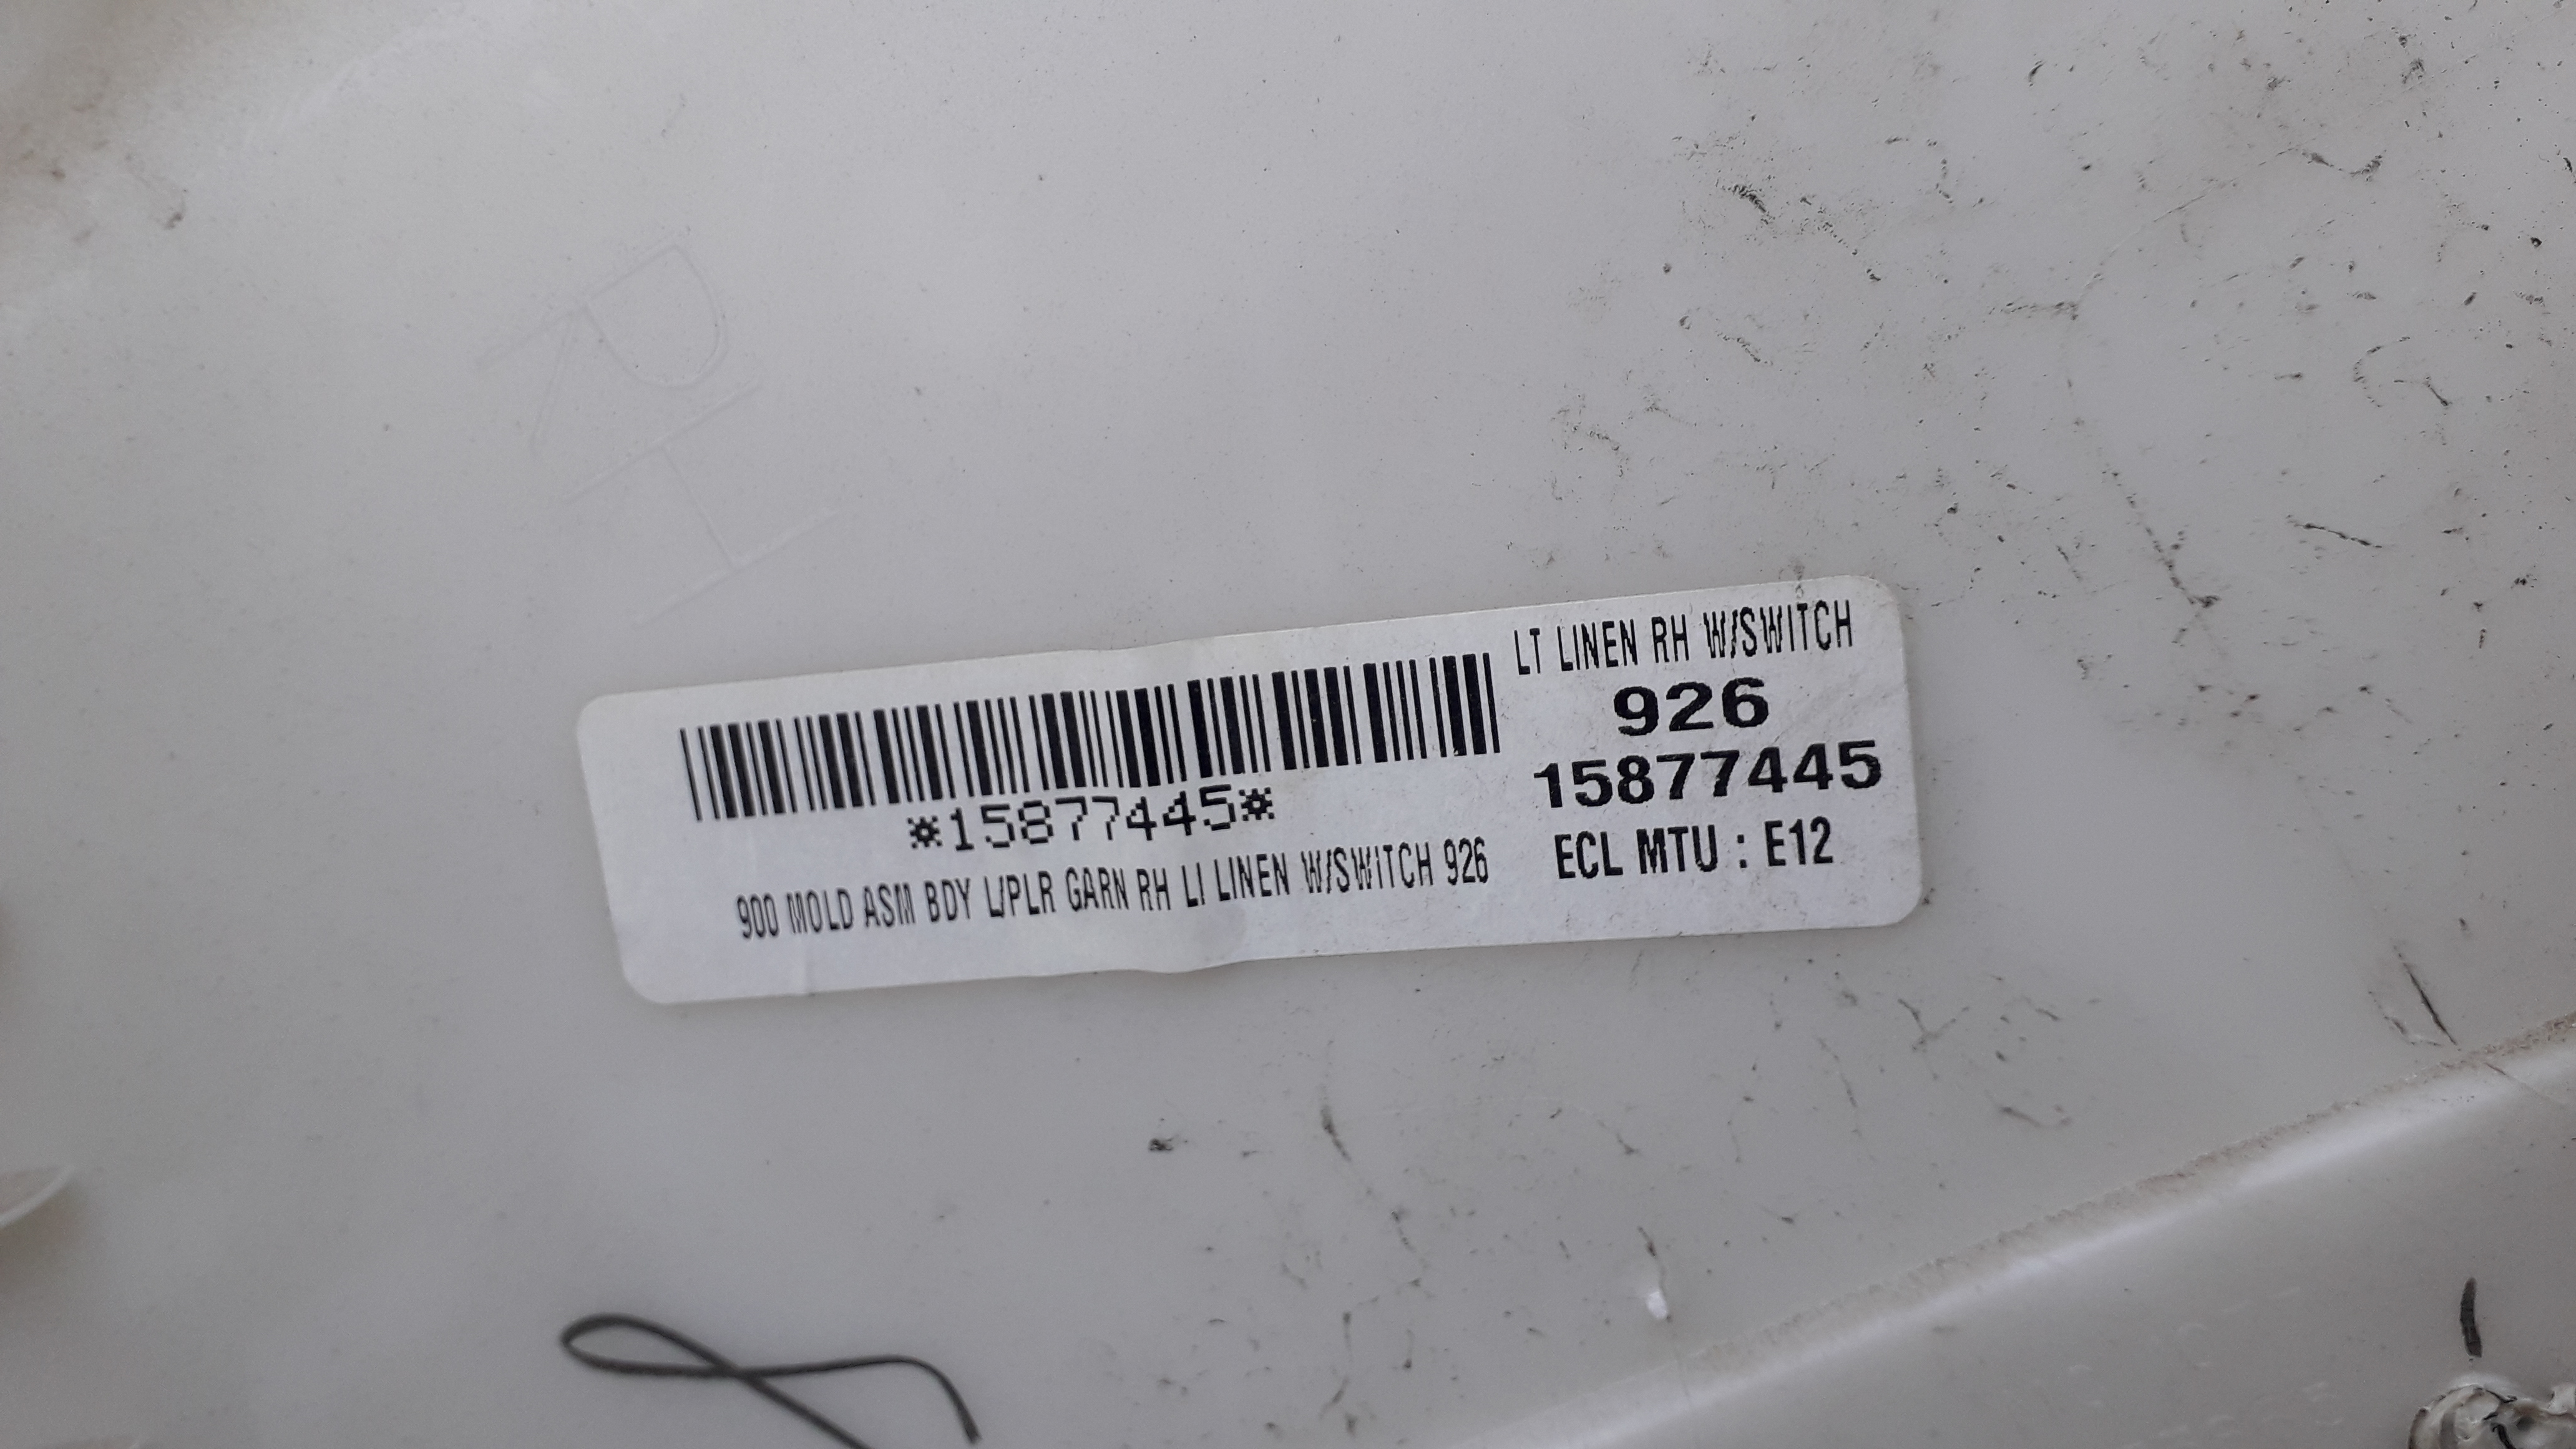 RH
LT LINEN RH W/SWITCH
926
15877445
ECL MTU : E12
*15877445*
900 MOLD ASM BDY L/PLR GARN RH LI LINEN W/SWITCH 926